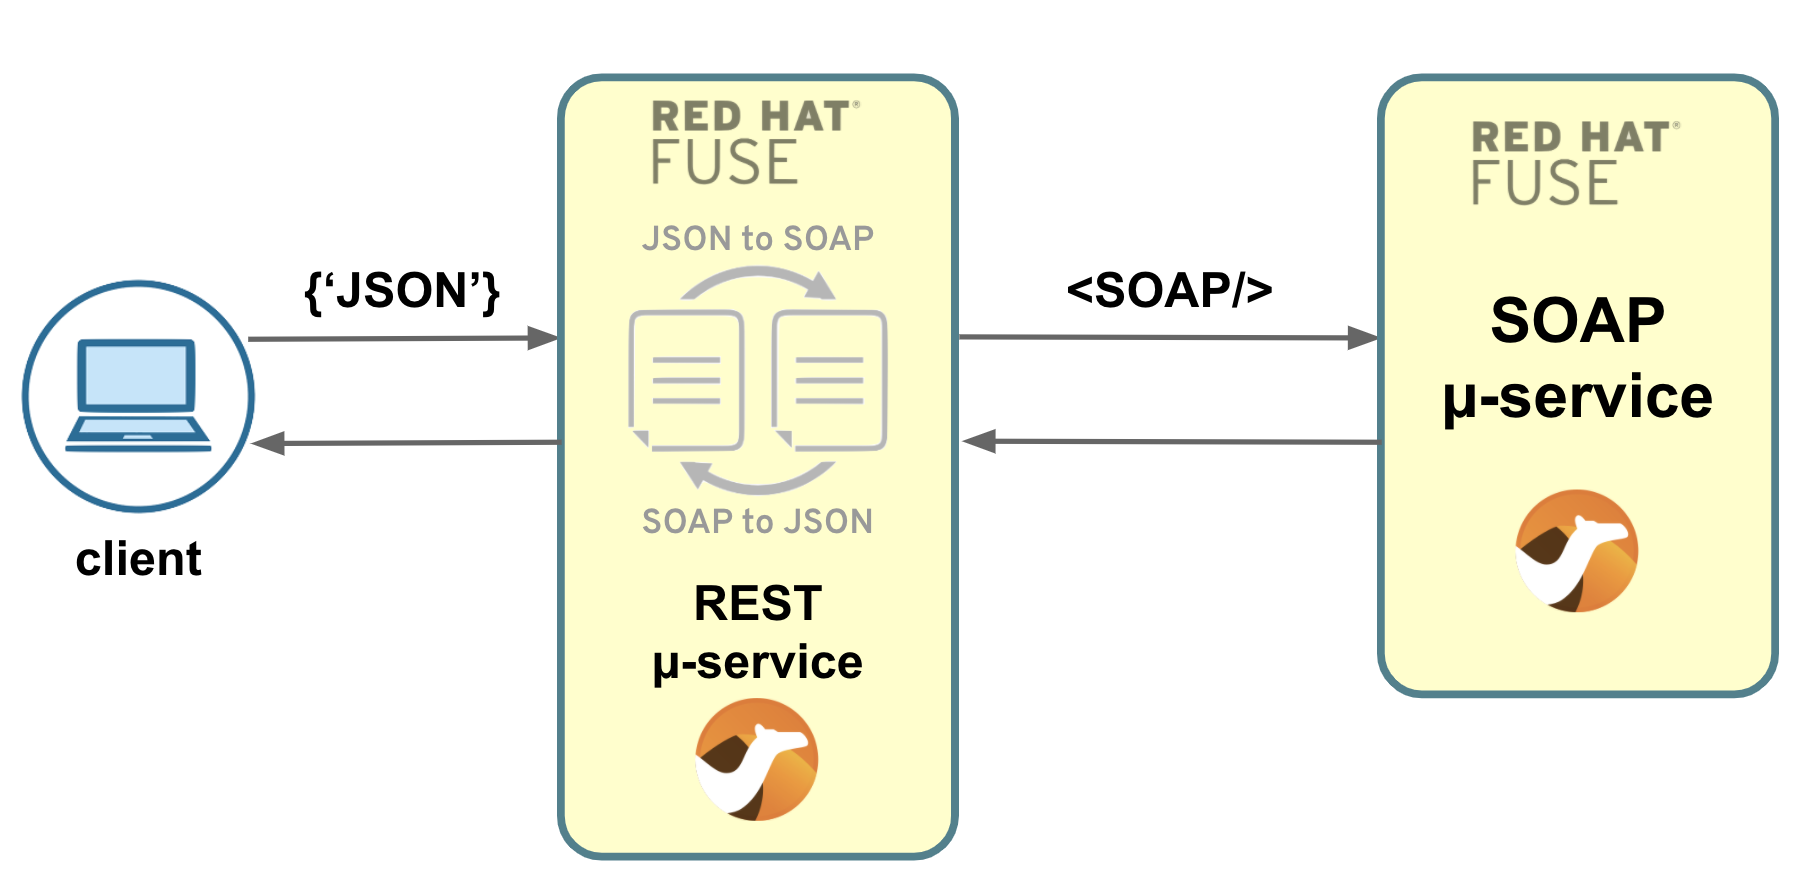 RED HAT®
FUSE
JSON to SOAP
{‘JSON’}
SOAP to JSON
REST
µ-service
client
<SOAP/>
RED HAT®
FUSE
SOAP
µ-service